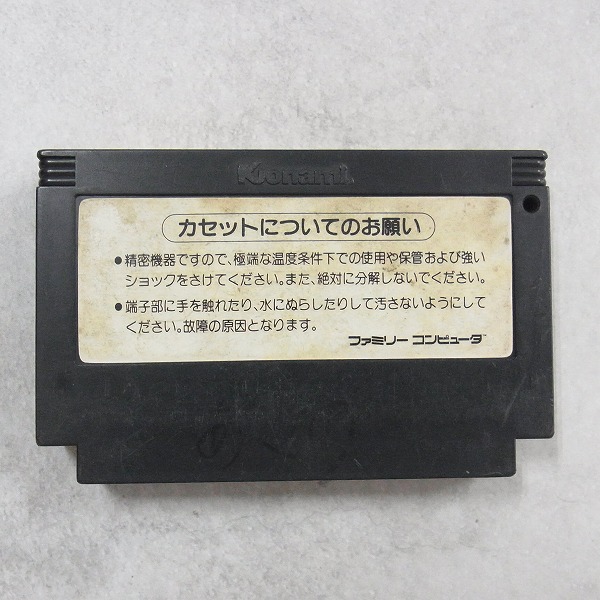 Konami
カセットについてのお願い
●精密機器ですので、極端な温度条件下での使用や保管および強い
ショックをさけてください。また、絶対に分解しないでください。
●端子部に手を触れたり、水にぬらしたりして汚さないようにして
ください。故障の原因となります。
ファミリーコンピュータ™